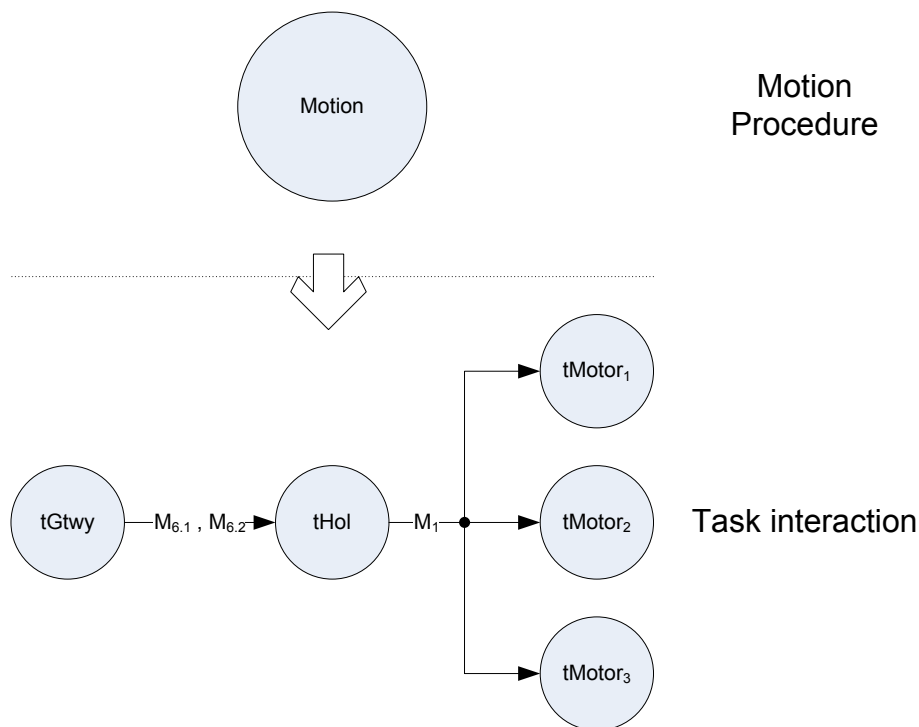 Motion
Motion
Procedure
tMotor₁
tGtwy
M₆.₁ , M₆.₂
tHol
M₁
tMotor₂
Task interaction
tMotor₃